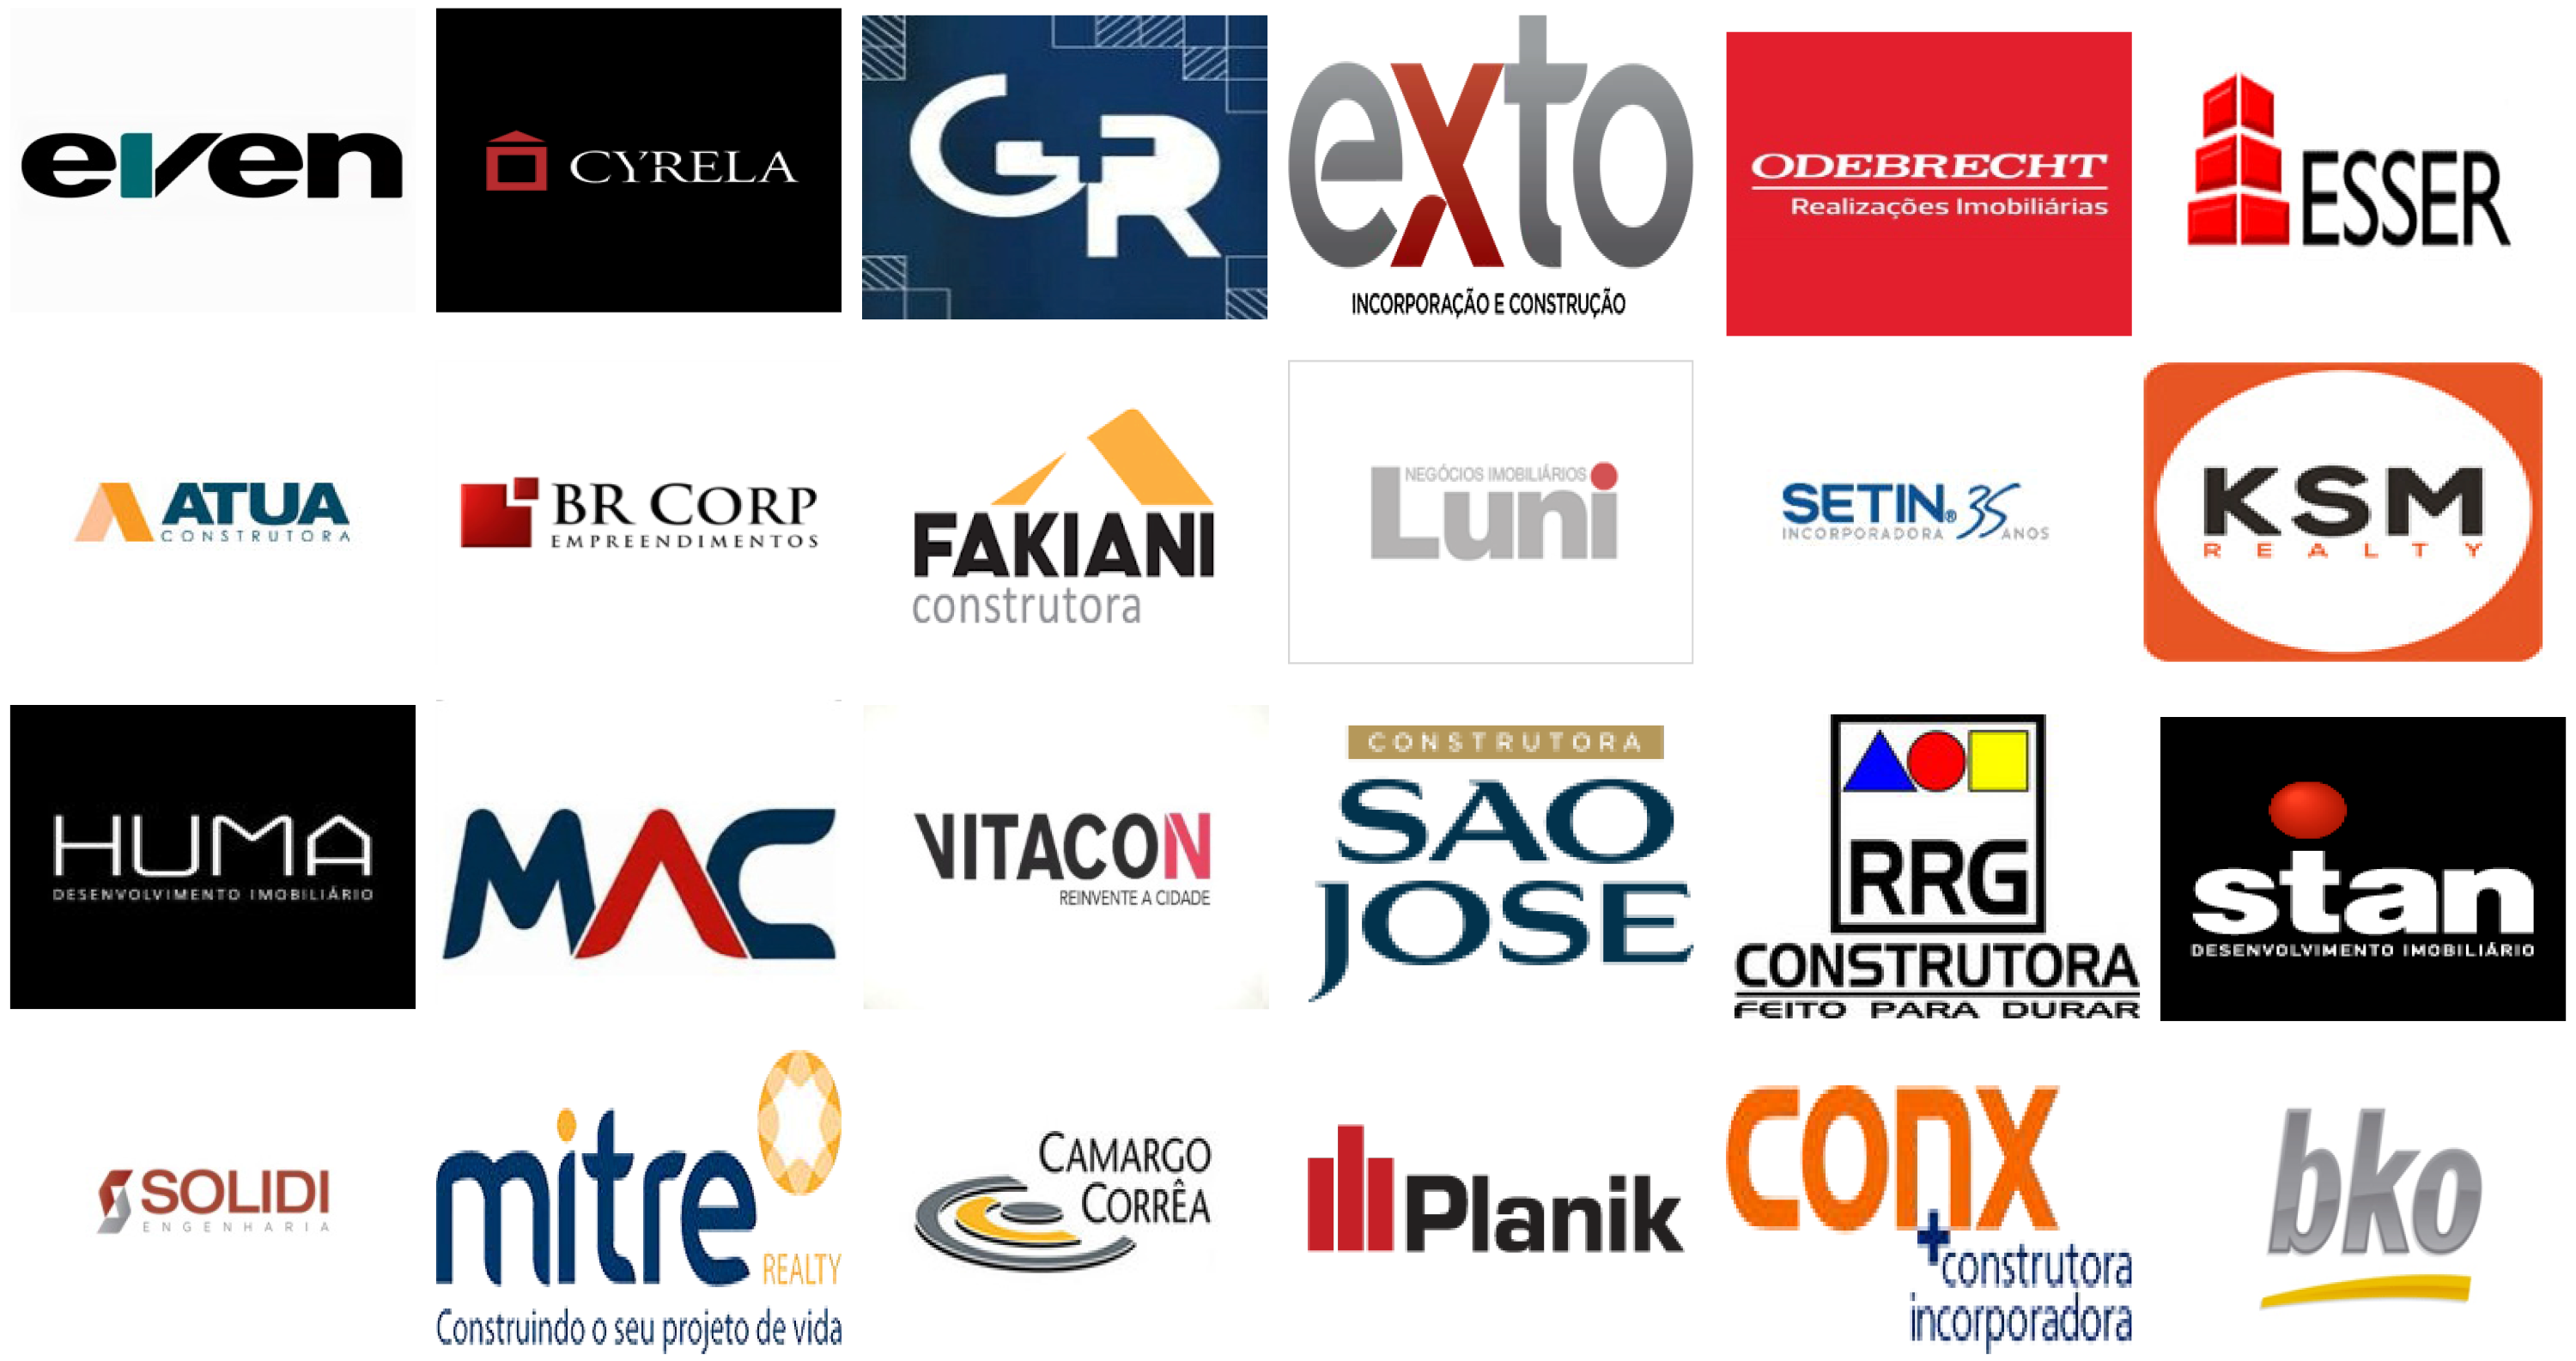 even
CYRELA
GR
exto
INCORPORAÇÃO E CONSTRUÇÃO
ODEBRECHT
Realizações Imobiliárias
ESSER
ATUA
CONSTRUTORA
BR CORP
EMPREENDIMENTOS
FAKIANI
construtora
NEGÓCIOS IMOBILIÁRIOS
Luni
SETIN® 35 ANOS
INCORPORADORA
KSM
REALTY
HUMA
DESENVOLVIMENTO IMOBILIÁRIO
MAC
VITACON
REINVENTE A CIDADE
CONSTRUTORA
SAO
JOSE
RRG
CONSTRUTORA
FEITO PARA DURAR
stan
DESENVOLVIMENTO IMOBILIÁRIO
SOLIDI
ENGENHARIA
mitre
REALTY
Construindo o seu projeto de vida
CAMARGO
CORRÊA
Planik
conx
+construtora
incorporadora
bko